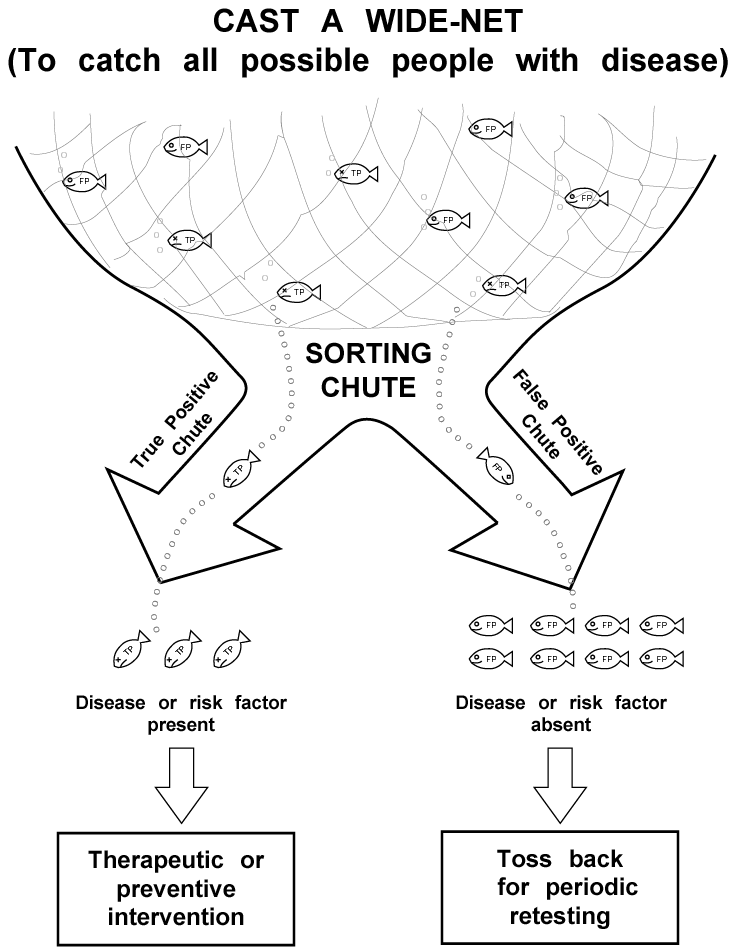 CAST A WIDE-NET
(To catch all possible people with disease)
FP
FP
FP
TP
FP
FP
TP
TP
TP
SORTING
CHUTE
True Positive
Chute
False Positive
Chute
TP
FP
TP
TP
TP
FP
FP
FP
FP
FP
FP
FP
FP
Disease or risk factor
present
Disease or risk factor
absent
Therapeutic or
preventive
intervention
Toss back
for periodic
retesting